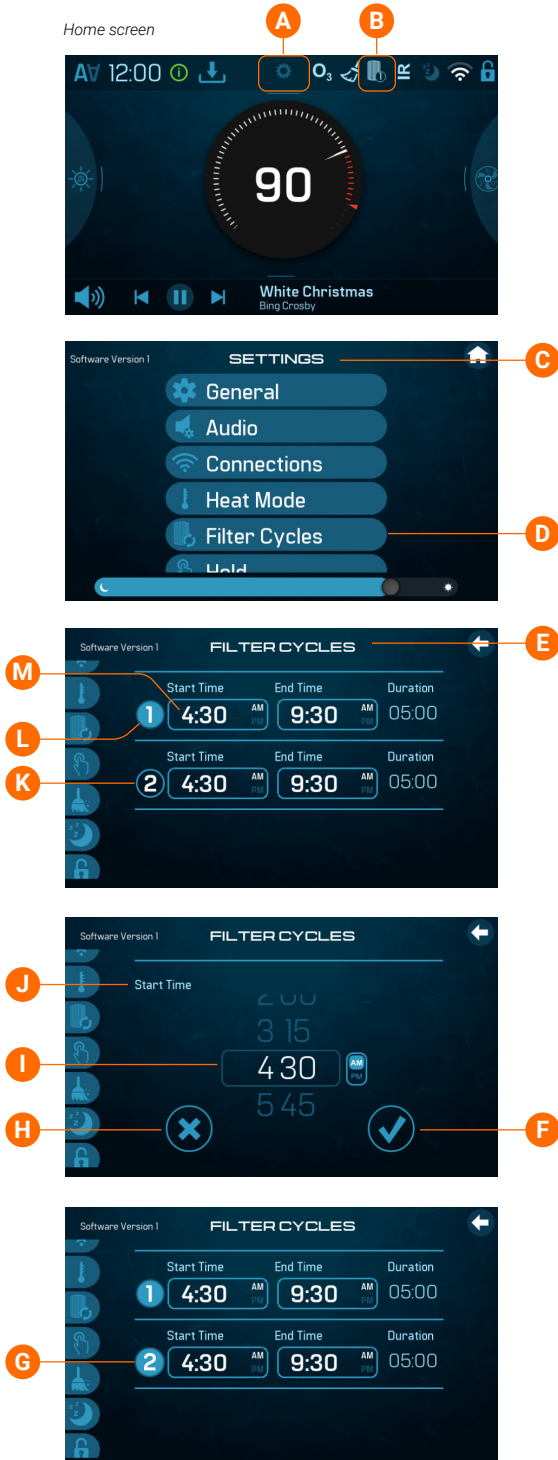 A
B
Home screen
12:00
O3
1
IR
90
White Christmas
Bing Crosby
Software Version 1
SETTINGS
C
General
Audio
Connections
Heat Mode
Filter Cycles
D
Hold
Software Version 1
FILTER CYCLES
E
M
Start Time
End Time
Duration
L
1
4:30
AM
PM
9:30
AM
PM
05:00
Start Time
End Time
Duration
K
2
4:30
AM
PM
9:30
AM
PM
05:00
Software Version 1
FILTER CYCLES
J
Start Time
2 00
3 15
I
4 30
AM
PM
5 45
H
F
Software Version 1
FILTER CYCLES
Start Time
End Time
Duration
1
4:30
AM
PM
9:30
AM
PM
05:00
Start Time
End Time
Duration
G
2
4:30
AM
PM
9:30
AM
PM
05:00